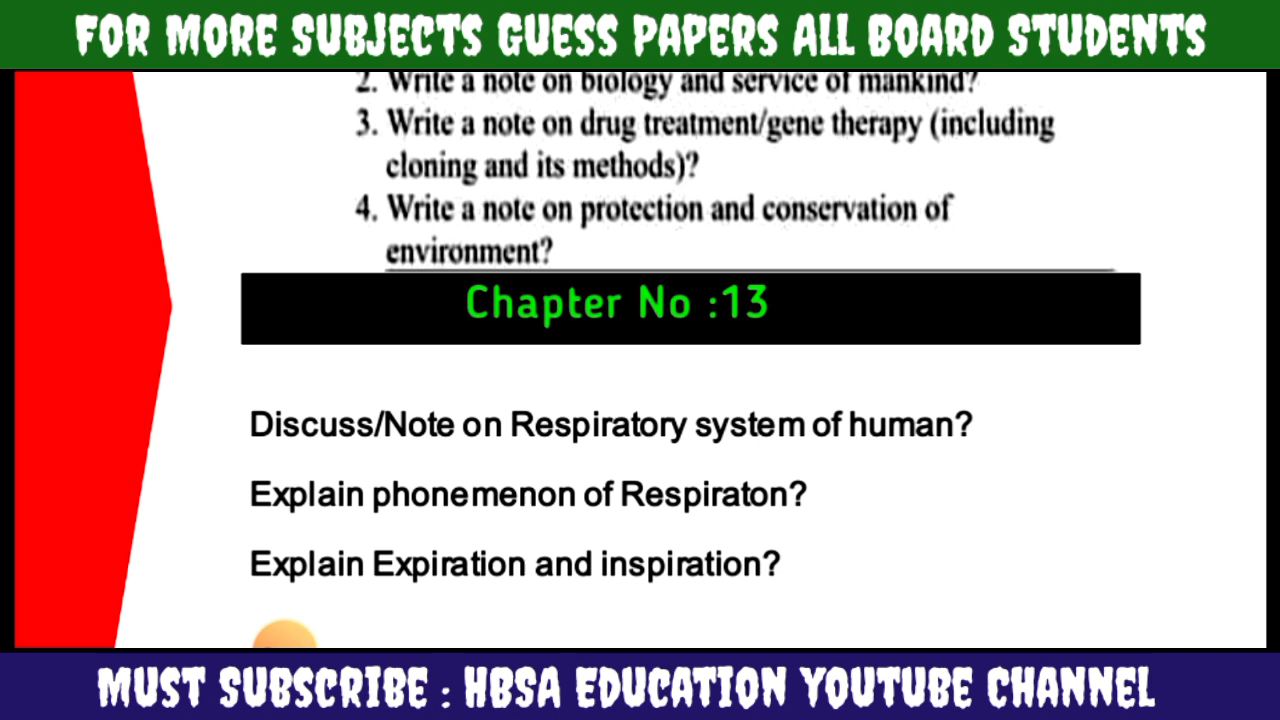 FOR MORE SUBJECTS GUESS PAPERS ALL BOARD STUDENTS
2. Write a note on biology and service of mankind?
3. Write a note on drug treatment/gene therapy (including
cloning and its methods)?
4. Write a note on protection and conservation of
environment?
Chapter No :13
Discuss/Note on Respiratory system of human?
Explain phonemenon of Respiraton?
Explain Expiration and inspiration?
MUST SUBSCRIBE : HBSA EDUCATION YOUTUBE CHANNEL